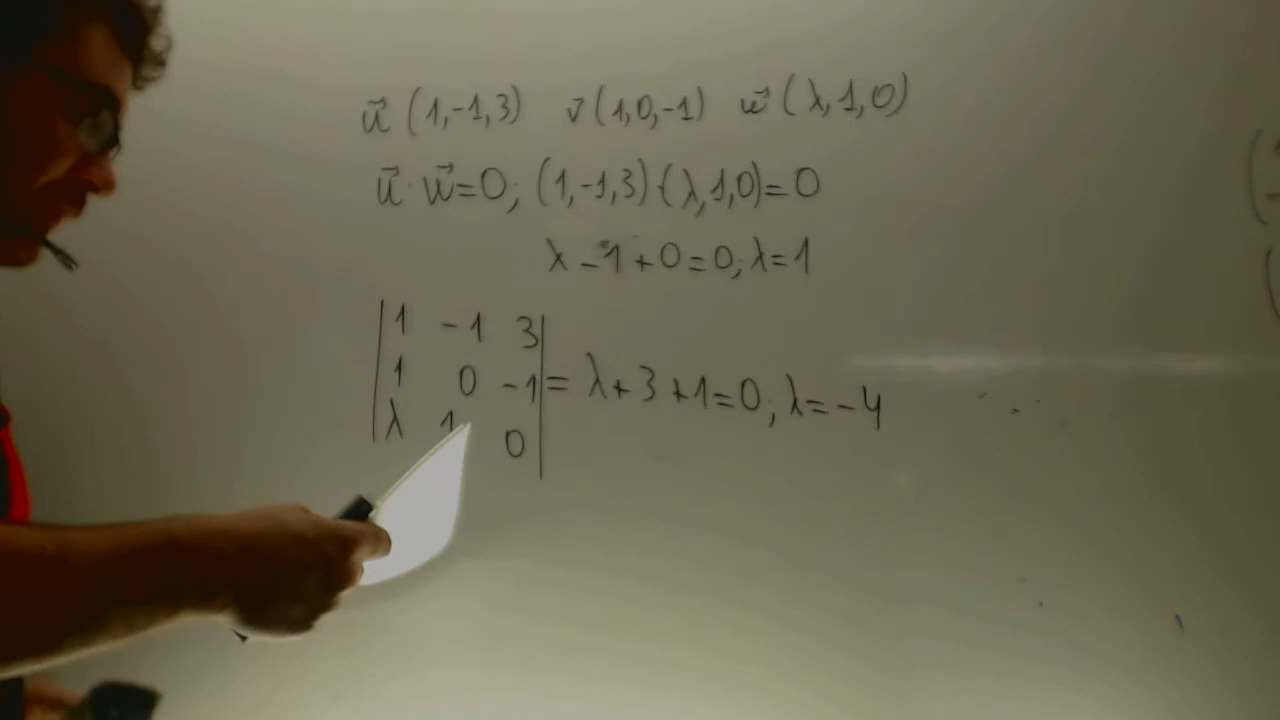 u⃗ (1,-1,3) v⃗ (1,0,-1) w⃗ (λ,1,0)
u⃗ · w⃗ = 0; (1,-1,3)·(λ,1,0)=0
λ - 1 + 0 = 0, λ = 1
| 1 -1 3 |
| 1 0 -1 | = λ + 3 + 1 = 0, λ = -4
| λ 1 0 |